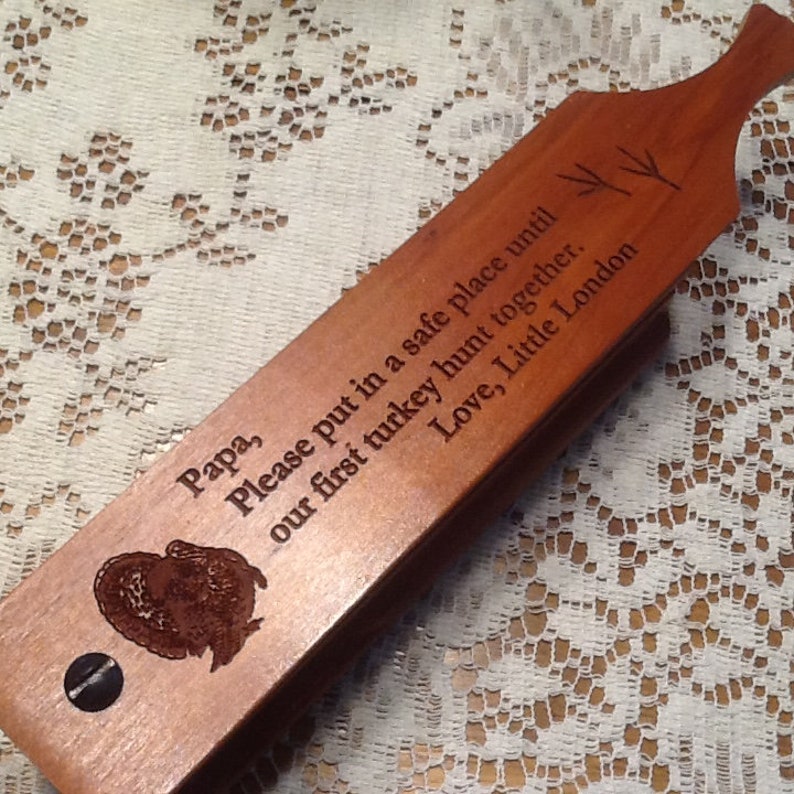 Papa,
Please put in a safe place until
our first turkey hunt together.
Love, Little London